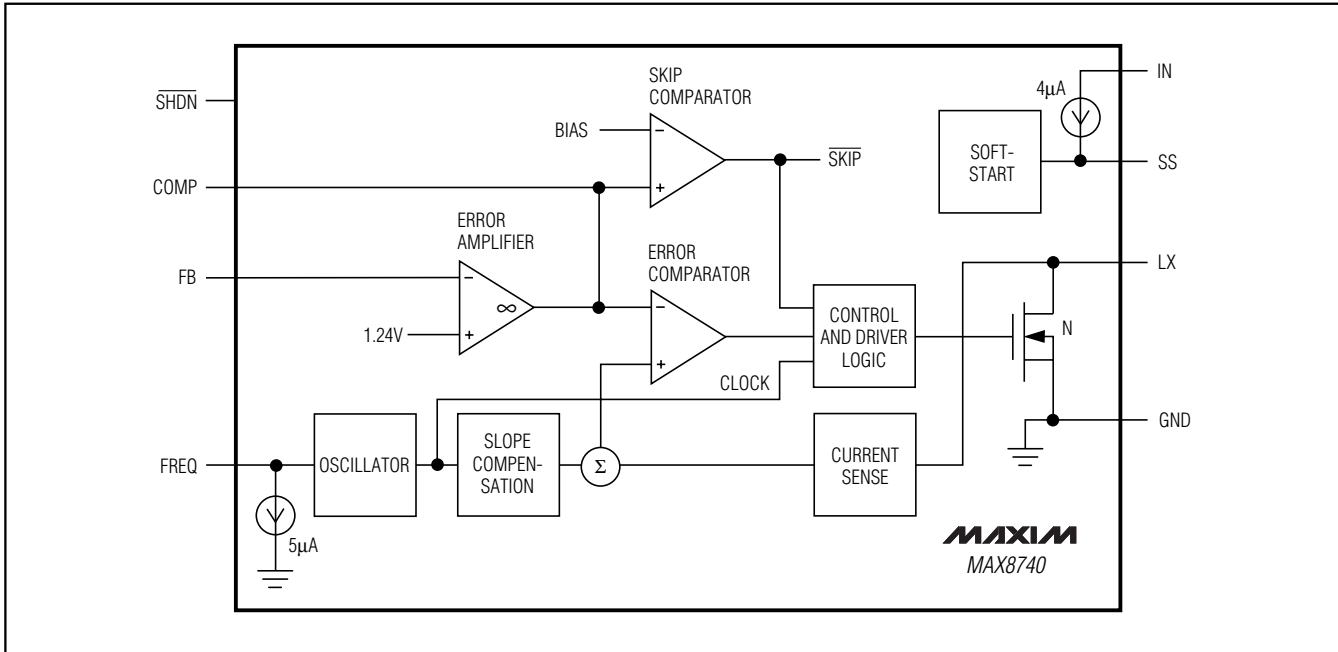 SHDN
COMP
FB
FREQ
5µA
BIAS
SKIP
COMPARATOR
−
+
SKIP
ERROR
AMPLIFIER
−
∞
1.24V
+
ERROR
COMPARATOR
−
+
CLOCK
OSCILLATOR
SLOPE
COMPEN-
SATION
Σ
CONTROL
AND DRIVER
LOGIC
CURRENT
SENSE
SOFT-
START
4µA
IN
SS
LX
N
GND
MAXIM
MAX8740